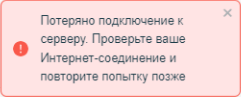 Потеряно подключение к
серверу. Проверьте ваше
Интернет-соединение и
повторите попытку позже